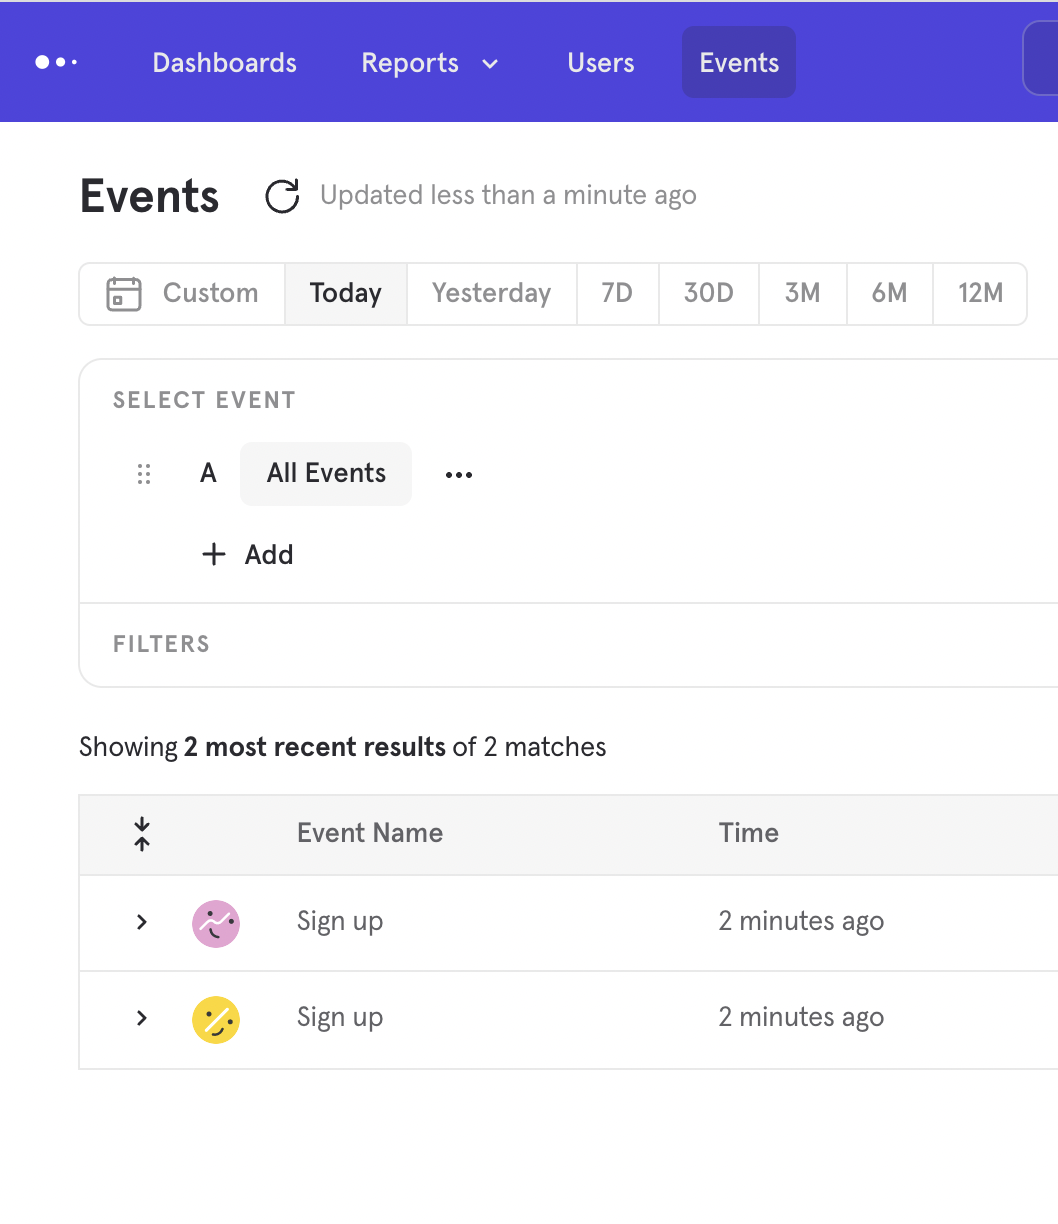 Dashboards Reports Users Events
Events Updated less than a minute ago
Custom Today Yesterday 7D 30D 3M 6M 12M
SELECT EVENT
A All Events
Add
FILTERS
Showing 2 most recent results of 2 matches
Event Name Time
Sign up 2 minutes ago
Sign up 2 minutes ago